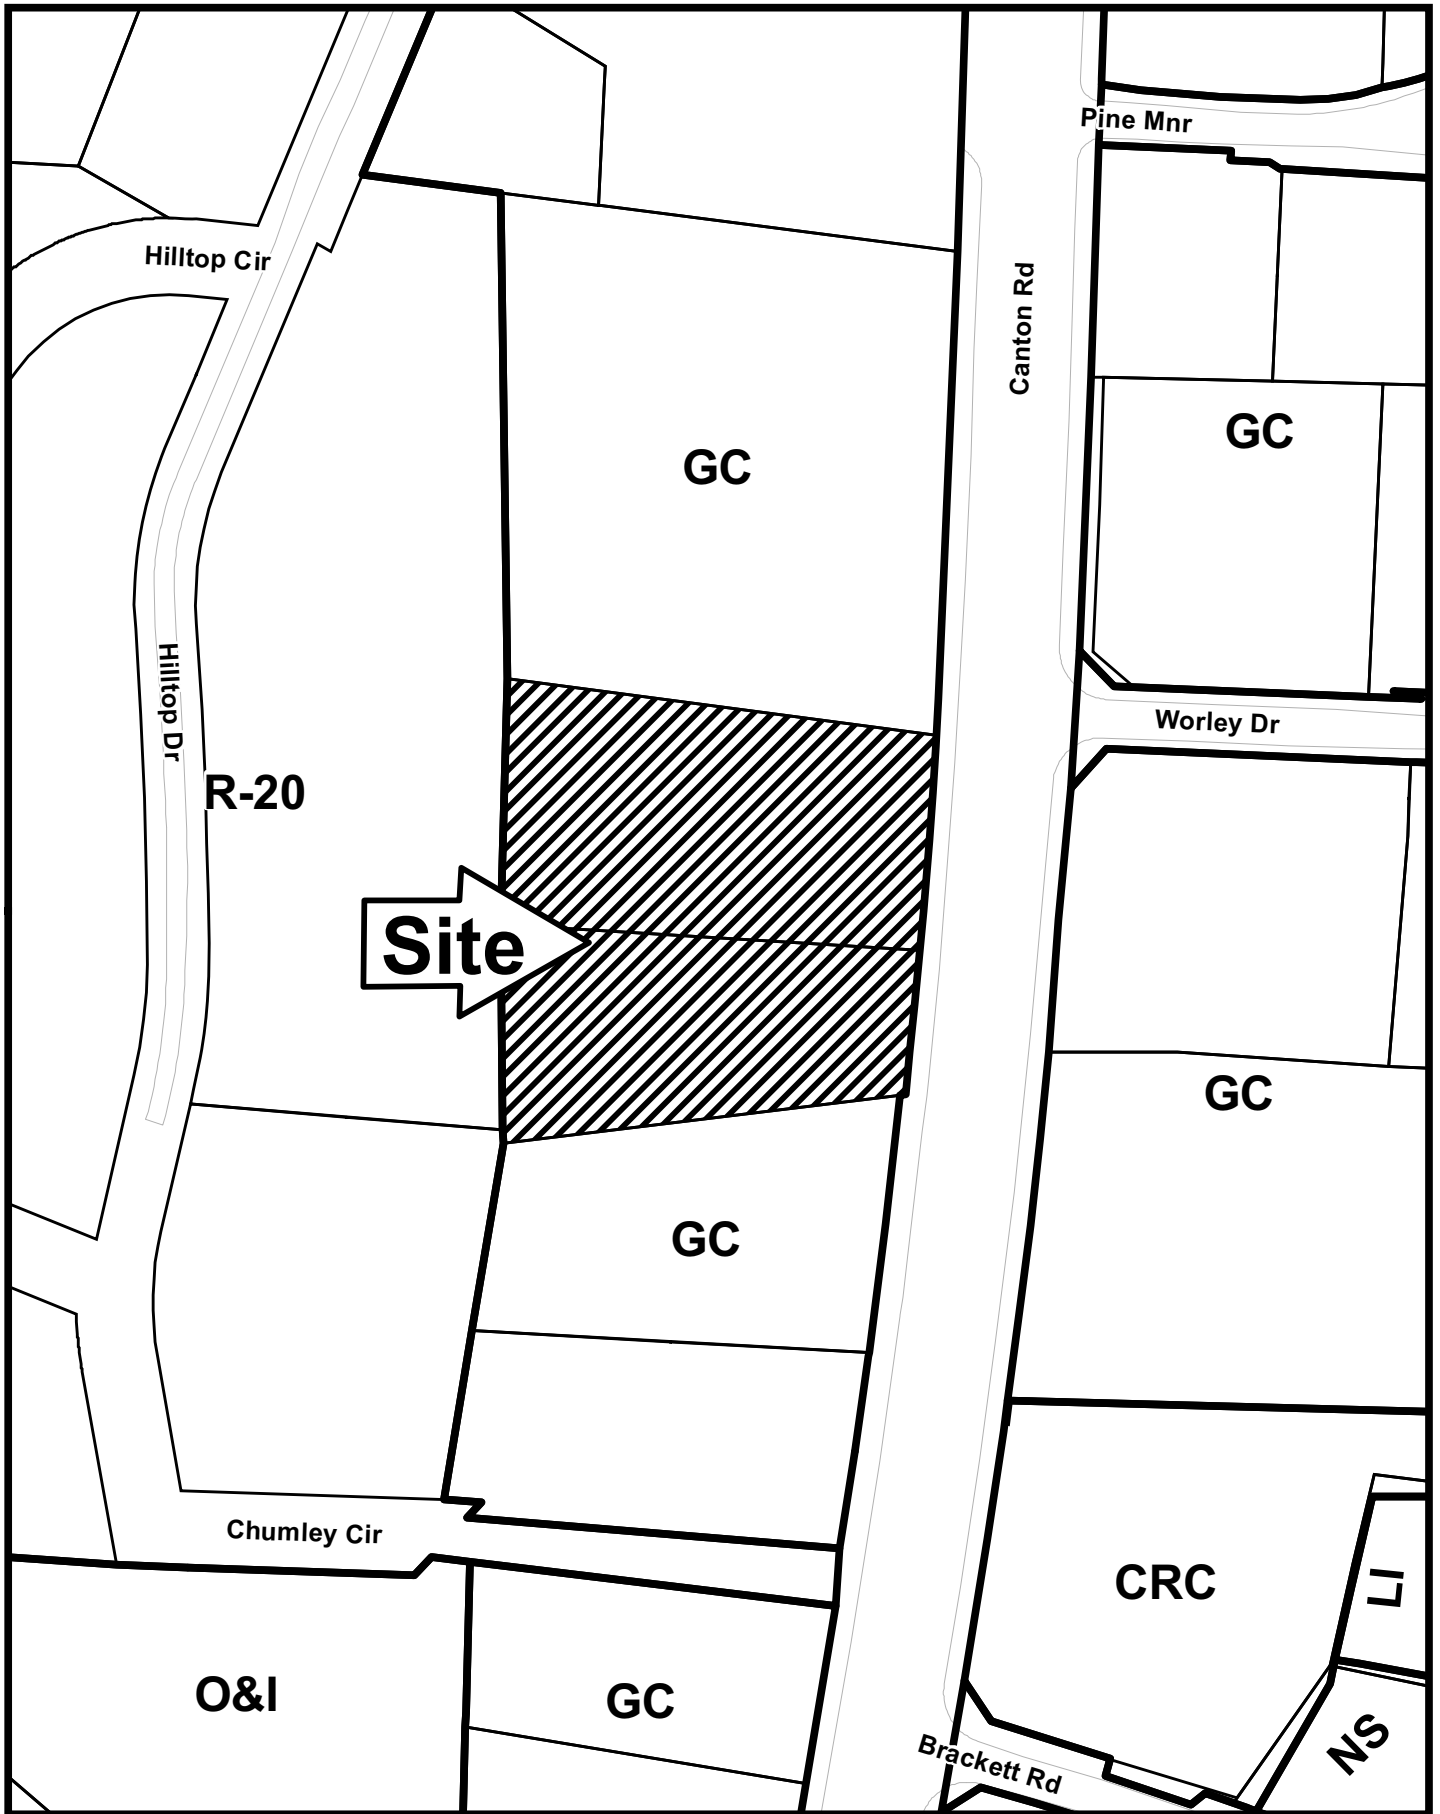 Pine Mnr
Hilltop Cir
Canton Rd
GC
GC
Hilltop Dr
Worley Dr
R-20
Site
GC
GC
Chumley Cir
CRC
LI
O&I
GC
NS
Brackett Rd